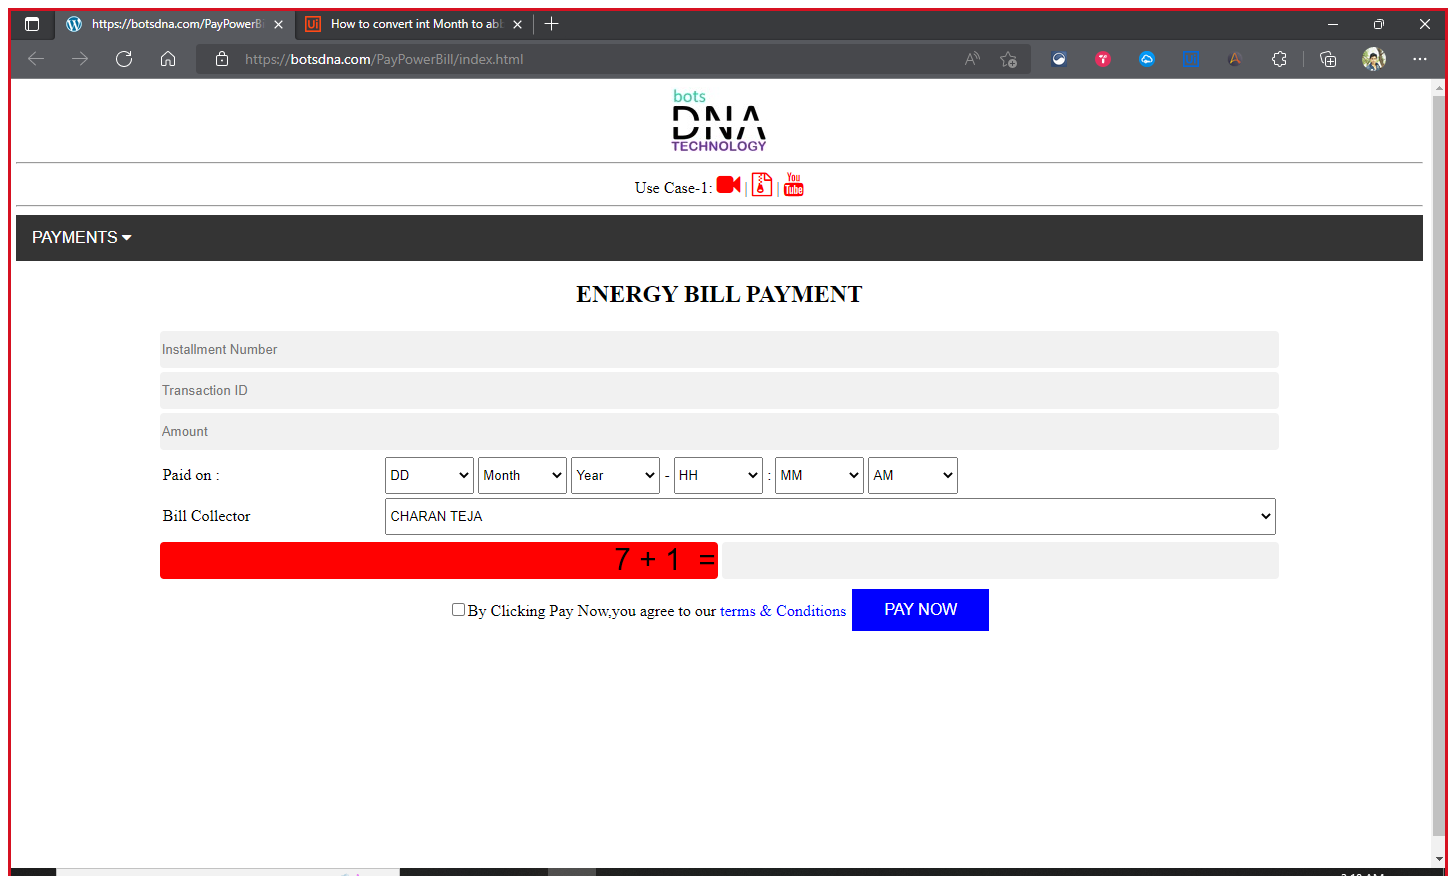 https://botsdna.com/PayPowerB
How to convert int Month to ab
https://botsdna.com/PayPowerBill/index.html
bots
DNA
TECHNOLOGY
Use Case-1: | | You Tube
PAYMENTS
ENERGY BILL PAYMENT
Installment Number
Transaction ID
Amount
Paid on : DD Month Year - HH : MM AM
Bill Collector CHARAN TEJA
7 + 1 =
By Clicking Pay Now,you agree to our terms & Conditions PAY NOW